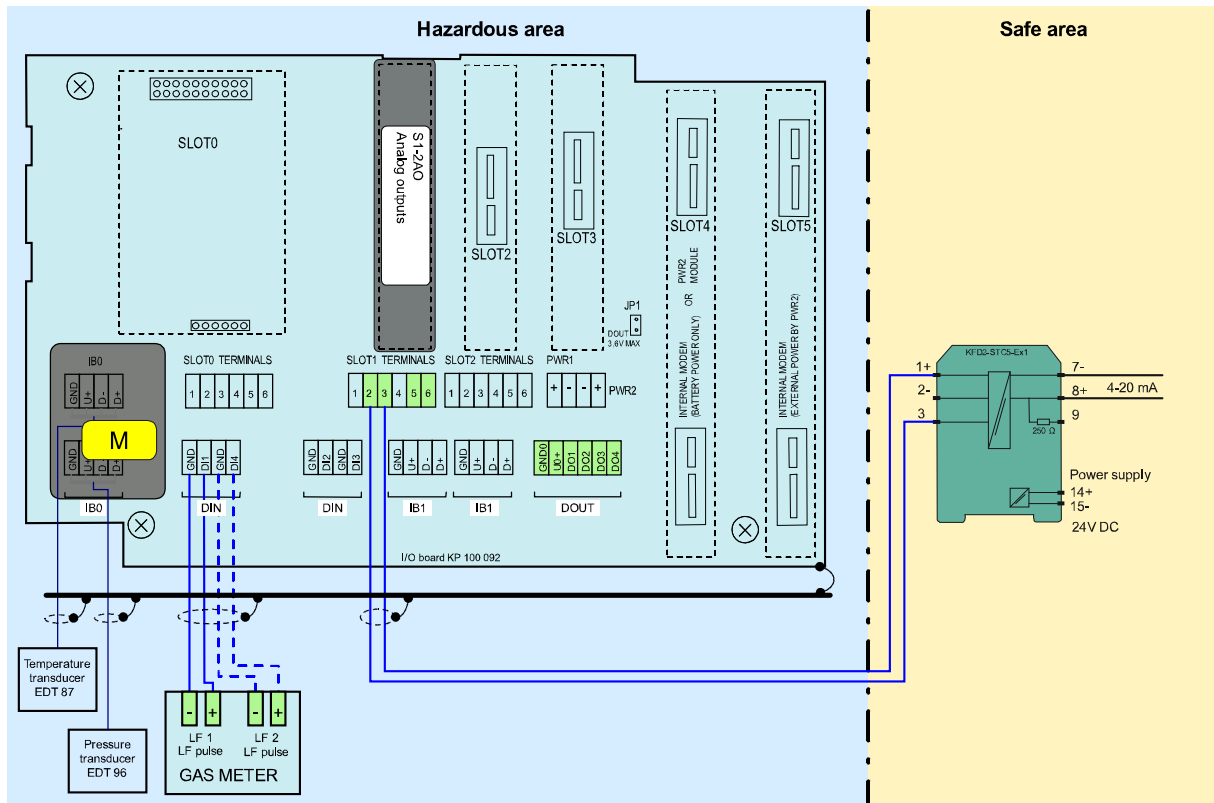 Hazardous area
Safe area
SLOT0
S1-2AO
Analog outputs
SLOT2
SLOT3
SLOT4
SLOT5
JP1
DOUT
3.6V MAX
INTERNAL MODEM
(BATTERY POWER ONLY)
OR
PWR2
MODULE
INTERNAL MODEM
(EXTERNAL POWER BY PWR2)
IB0
GND U+ D- D+
SLOT0 TERMINALS
1 2 3 4 5 6
SLOT1 TERMINALS
1 2 3 4 5 6
SLOT2 TERMINALS
1 2 3 4 5 6
PWR1
+ - - +
PWR2
M
GND U+ D- D+
IB0
GND DI1 GND DI4
DIN
GND DI2 GND DI3
DIN
GND U+ D- D+
IB1
GND U+ D- D+
IB1
GND0 U0+ DO1 DO2 DO3 DO4
DOUT
I/O board KP 100 092
KFD2-STC5-Ex1
1+
2-
3
7-
8+
4-20 mA
9
250 Ω
Power supply
14+
15-
24V DC
Temperature
transducer
EDT 87
Pressure
transducer
EDT 96
- + - +
LF 1
LF pulse
LF 2
LF pulse
GAS METER